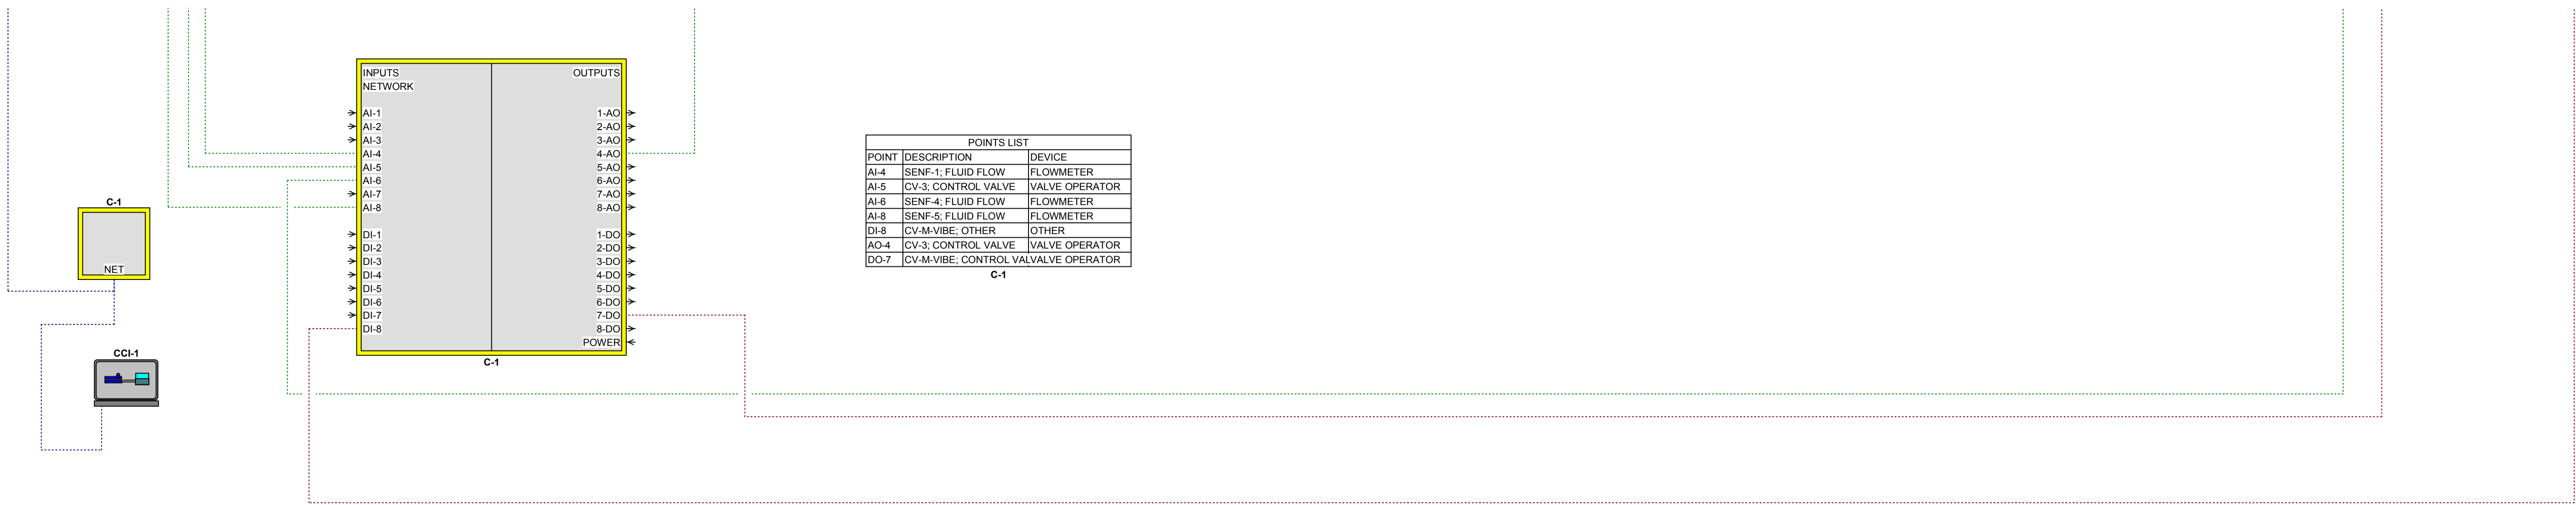 C-1
NET
CCI-1
INPUTS OUTPUTS
NETWORK
AI-1 1-AO
AI-2 2-AO
AI-3 3-AO
AI-4 4-AO
AI-5 5-AO
AI-6 6-AO
AI-7 7-AO
AI-8 8-AO
DI-1 1-DO
DI-2 2-DO
DI-3 3-DO
DI-4 4-DO
DI-5 5-DO
DI-6 6-DO
DI-7 7-DO
DI-8 8-DO
POWER
C-1
POINTS LIST
POINT DESCRIPTION DEVICE
AI-4 SENF-1; FLUID FLOW FLOWMETER
AI-5 CV-3; CONTROL VALVE VALVE OPERATOR
AI-6 SENF-4; FLUID FLOW FLOWMETER
AI-8 SENF-5; FLUID FLOW FLOWMETER
DI-8 CV-M-VIBE; OTHER OTHER
AO-4 CV-3; CONTROL VALVE VALVE OPERATOR
DO-7 CV-M-VIBE; CONTROL VAL VALVE OPERATOR
C-1